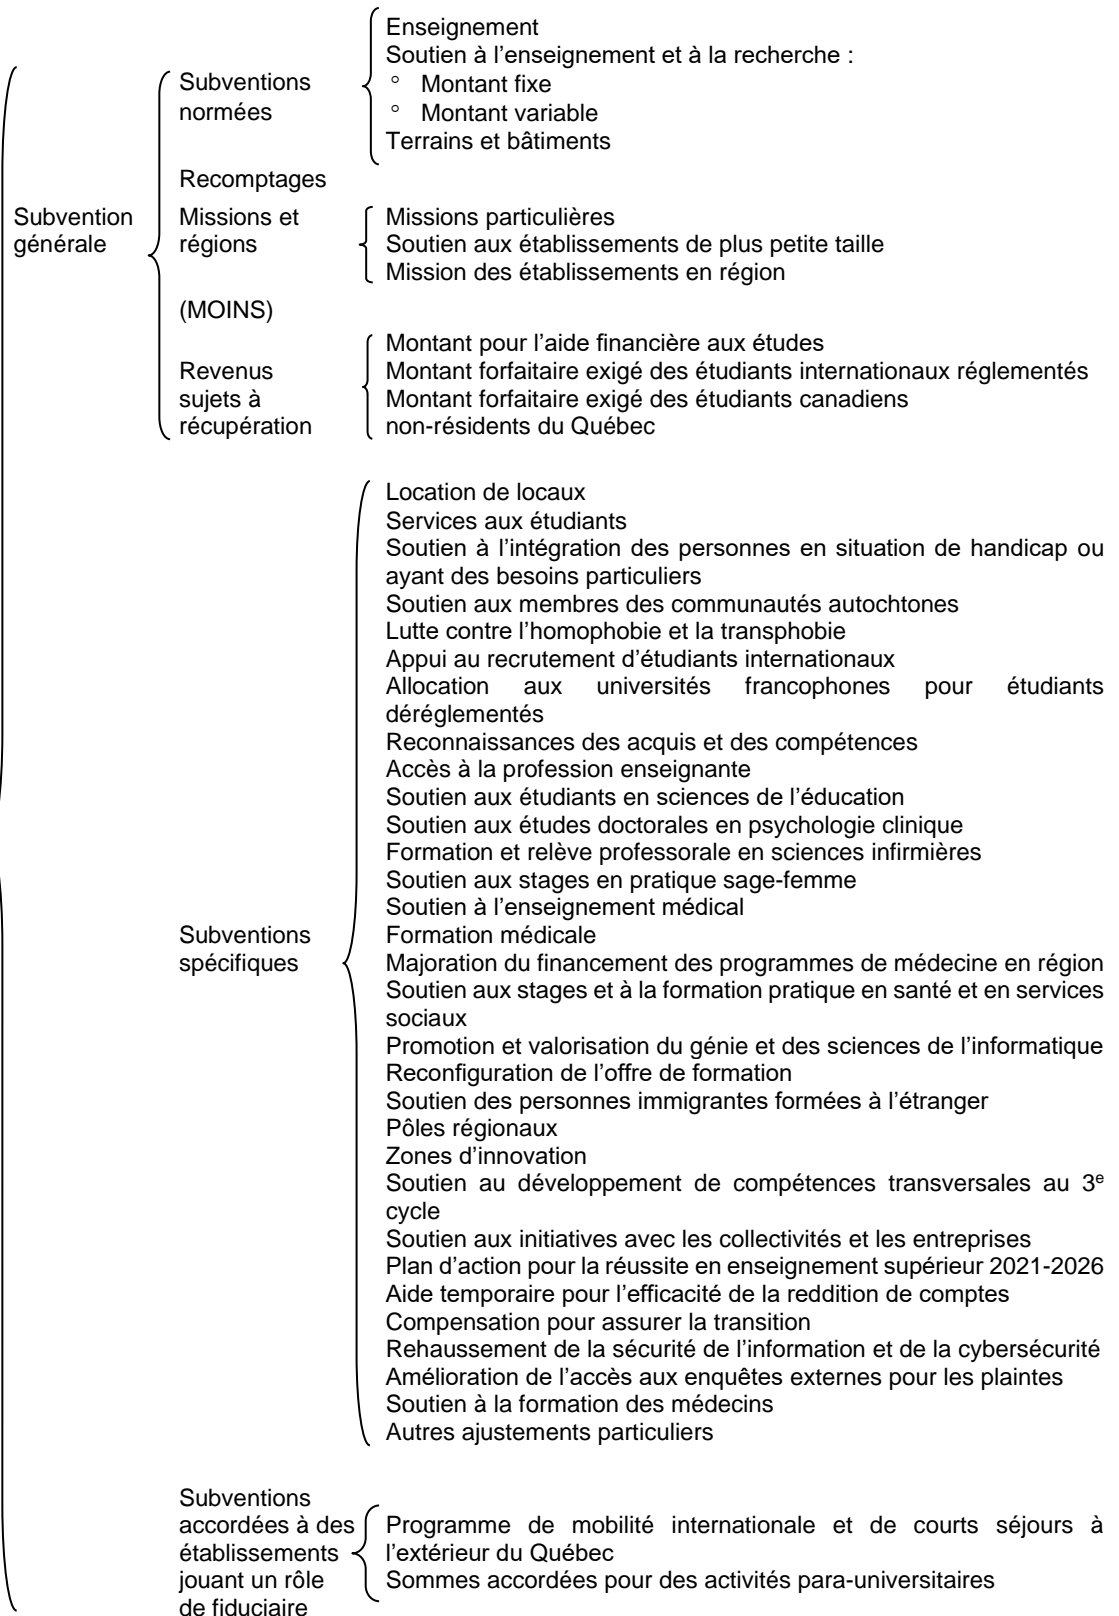 Subvention
générale
Subventions
normées
Enseignement
Soutien à l’enseignement et à la recherche :
° Montant fixe
° Montant variable
Terrains et bâtiments
Recomptages
Missions et
régions
Missions particulières
Soutien aux établissements de plus petite taille
Mission des établissements en région
(MOINS)
Revenus
sujets à
récupération
Montant pour l’aide financière aux études
Montant forfaitaire exigé des étudiants internationaux réglementés
Montant forfaitaire exigé des étudiants canadiens
non-résidents du Québec
Subventions
spécifiques
Location de locaux
Services aux étudiants
Soutien à l’intégration des personnes en situation de handicap ou
ayant des besoins particuliers
Soutien aux membres des communautés autochtones
Lutte contre l’homophobie et la transphobie
Appui au recrutement d’étudiants internationaux
Allocation aux universités francophones pour étudiants
déréglementés
Reconnaissances des acquis et des compétences
Accès à la profession enseignante
Soutien aux étudiants en sciences de l’éducation
Soutien aux études doctorales en psychologie clinique
Formation et relève professorale en sciences infirmières
Soutien aux stages en pratique sage-femme
Soutien à l’enseignement médical
Formation médicale
Majoration du financement des programmes de médecine en région
Soutien aux stages et à la formation pratique en santé et en services
sociaux
Promotion et valorisation du génie et des sciences de l’informatique
Reconfiguration de l’offre de formation
Soutien des personnes immigrantes formées à l’étranger
Pôles régionaux
Zones d’innovation
Soutien au développement de compétences transversales au 3e
cycle
Soutien aux initiatives avec les collectivités et les entreprises
Plan d’action pour la réussite en enseignement supérieur 2021-2026
Aide temporaire pour l’efficacité de la reddition de comptes
Compensation pour assurer la transition
Rehaussement de la sécurité de l’information et de la cybersécurité
Amélioration de l’accès aux enquêtes externes pour les plaintes
Soutien à la formation des médecins
Autres ajustements particuliers
Subventions
accordées à des
établissements
jouant un rôle
de fiduciaire
Programme de mobilité internationale et de courts séjours à
l’extérieur du Québec
Sommes accordées pour des activités para-universitaires